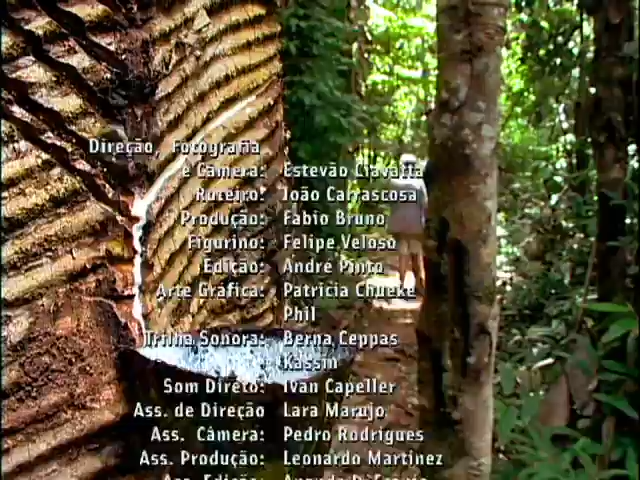 Direção, Fotografia
e Câmera: Estevão Ciavatta
Roteiro: João Carrascosa
Produção: Fabio Bruno
Figurino: Felipe Veloso
Edição: André Pinto
Arte Gráfica: Patricia Chueke
Phil
Trilha Sonora: Berna Ceppas
Kassin
Som Direto: Ivan Capeller
Ass. de Direção Lara Marujo
Ass. Câmera: Pedro Rodrigues
Ass. Produção: Leonardo Martinez
Ass. Edição: